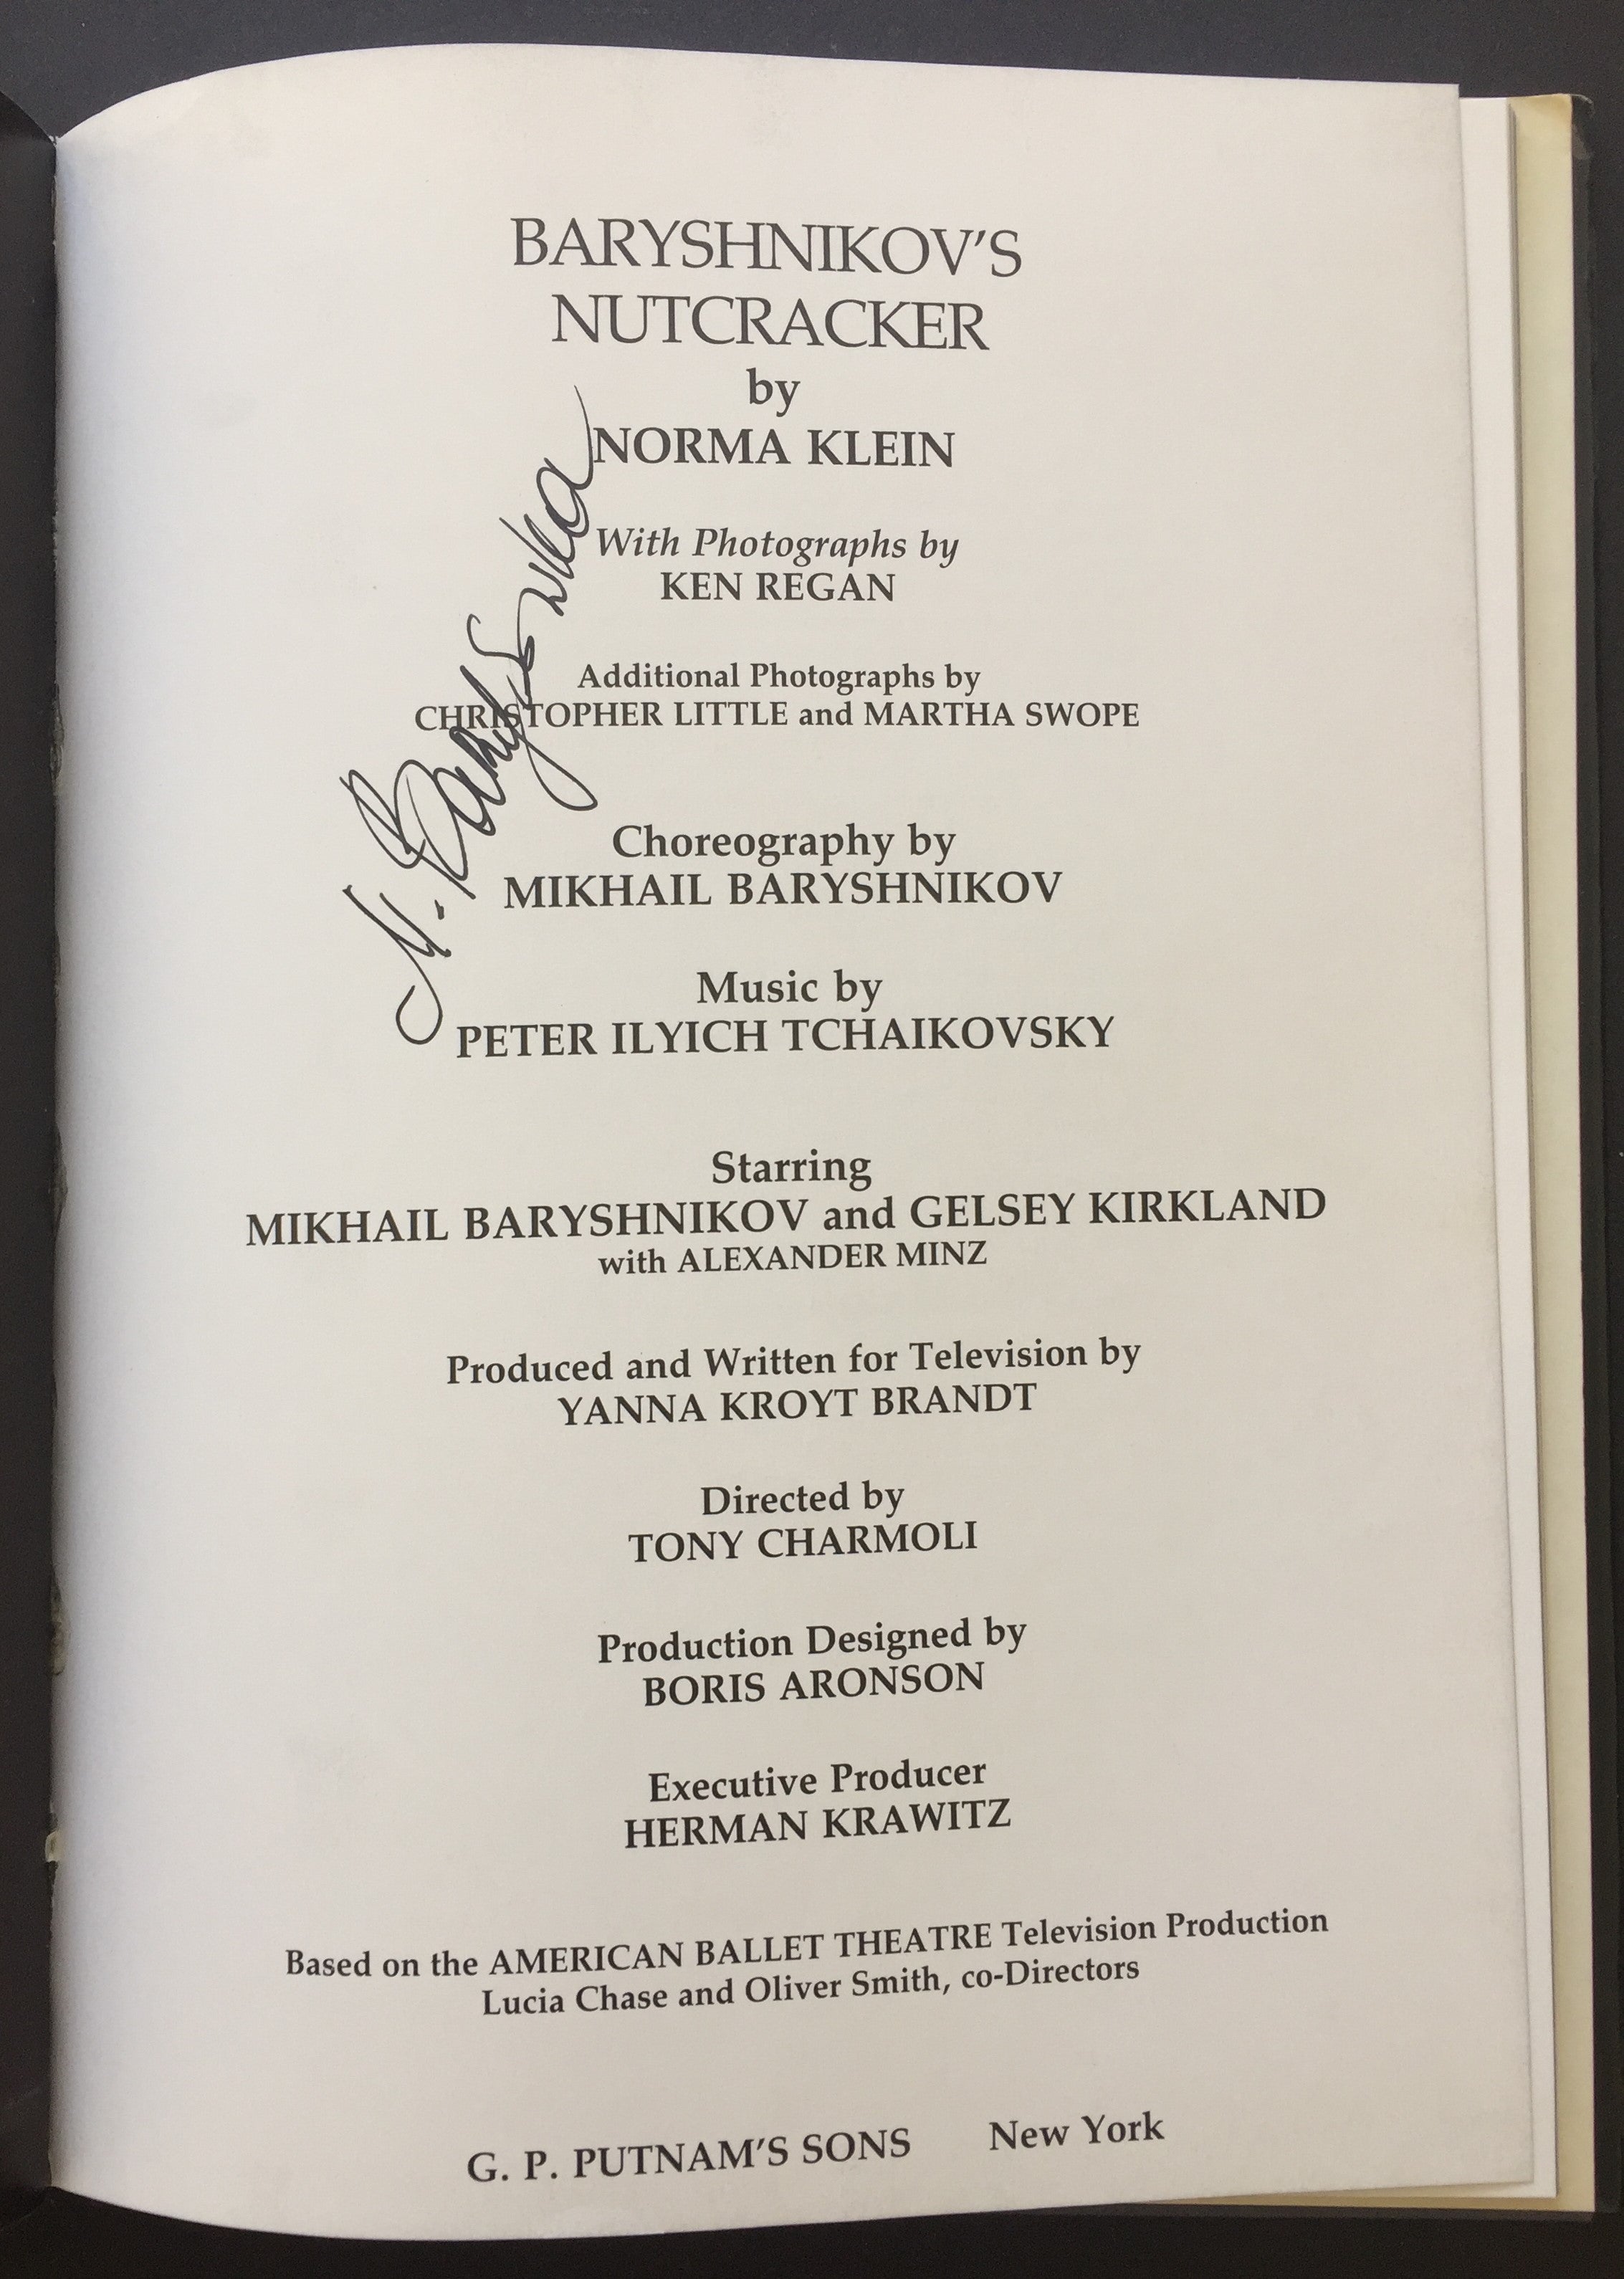 BARYSHNIKOV'S
NUTCRACKER
by
NORMA KLEIN
With Photographs by
KEN REGAN
Additional Photographs by
CHRISTOPHER LITTLE and MARTHA SWOPE
Choreography by
MIKHAIL BARYSHNIKOV
Music by
PETER ILYICH TCHAIKOVSKY
Starring
MIKHAIL BARYSHNIKOV and GELSEY KIRKLAND
with ALEXANDER MINZ
Produced and Written for Television by
YANNA KROYT BRANDT
Directed by
TONY CHARMOLI
Production Designed by
BORIS ARONSON
Executive Producer
HERMAN KRAWITZ
Based on the AMERICAN BALLET THEATRE Television Production
Lucia Chase and Oliver Smith, co-Directors
G. P. PUTNAM'S SONS New York